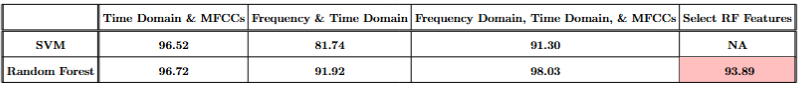 Time Domain & MFCCs Frequency & Time Domain Frequency Domain, Time Domain, & MFCCs Select RF Features
SVM 96.52 81.74 91.30 NA
Random Forest 96.72 91.92 98.03 93.89